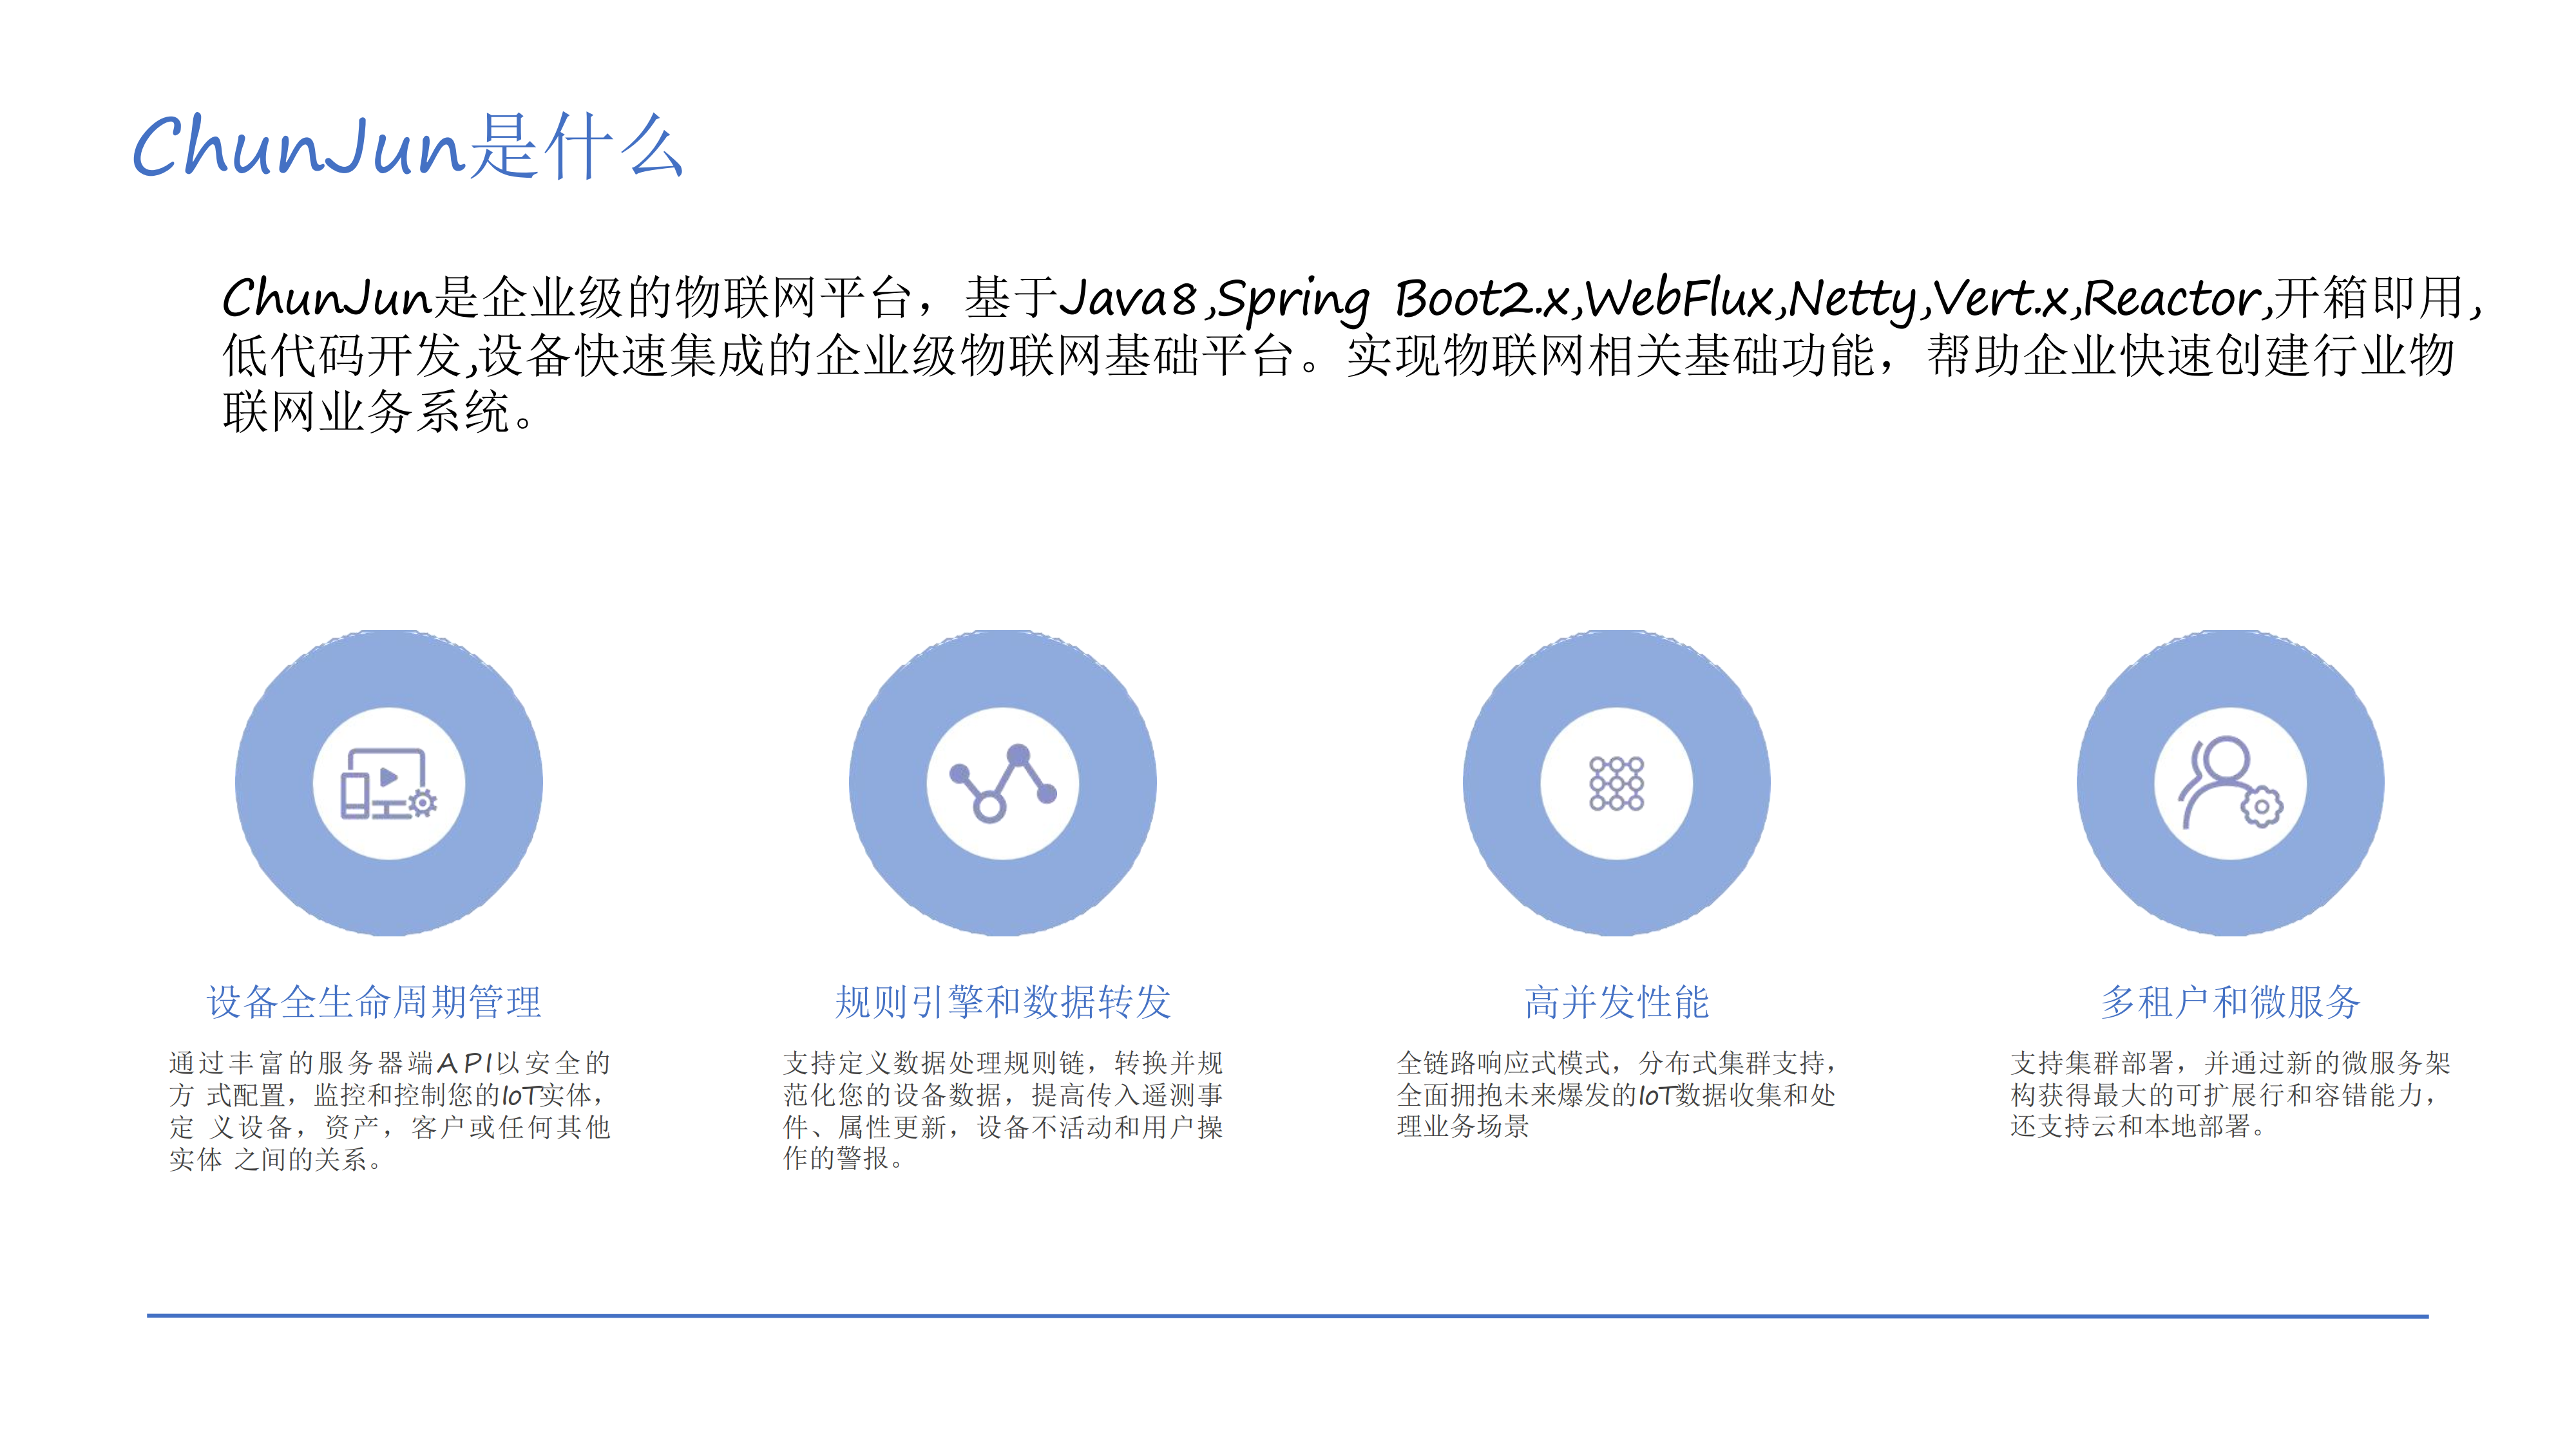 ChunJun是什么
ChunJun是企业级的物联网平台，基于Java8,Spring Boot2.x,WebFlux,Netty,Vert.x,Reactor,开箱即用,
低代码开发,设备快速集成的企业级物联网基础平台。实现物联网相关基础功能，帮助企业快速创建行业物
联网业务系统。
设备全生命周期管理
通过丰富的服务器端API以安全的
方 式配置，监控和控制您的IoT实体，
定 义设备，资产，客户或任何其他
实体 之间的关系。
规则引擎和数据转发
支持定义数据处理规则链，转换并规
范化您的设备数据，提高传入遥测事
件、属性更新，设备不活动和用户操
作的警报。
高并发性能
全链路响应式模式，分布式集群支持，
全面拥抱未来爆发的IoT数据收集和处
理业务场景
多租户和微服务
支持集群部署，并通过新的微服务架
构获得最大的可扩展行和容错能力，
还支持云和本地部署。